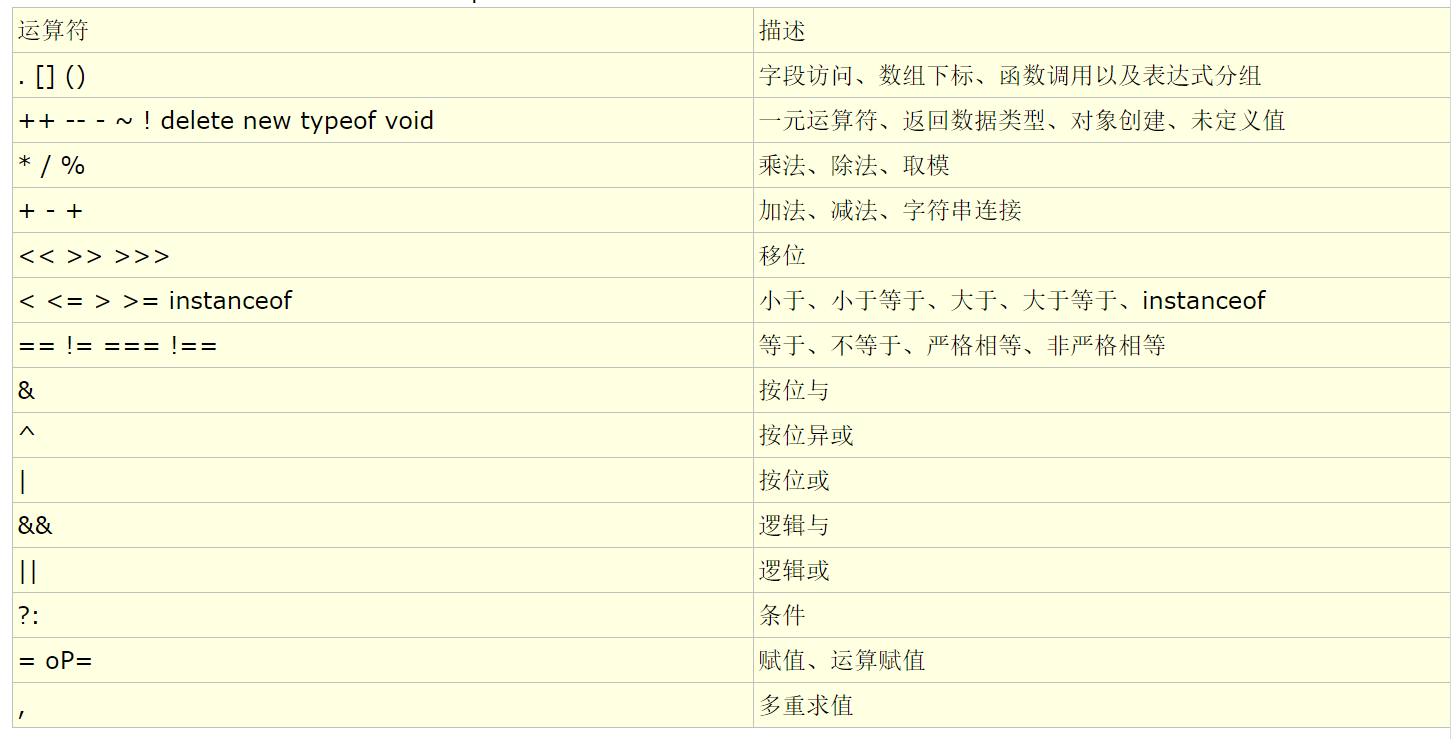 运算符 描述
. [] () 字段访问、数组下标、函数调用以及表达式分组
++ -- - ~ ! delete new typeof void 一元运算符、返回数据类型、对象创建、未定义值
* / % 乘法、除法、取模
+ - + 加法、减法、字符串连接
<< >> >>> 移位
< <= > >= instanceof 小于、小于等于、大于、大于等于、instanceof
== != === !== 等于、不等于、严格相等、非严格相等
& 按位与
^ 按位异或
| 按位或
&& 逻辑与
|| 逻辑或
?: 条件
= oP= 赋值、运算赋值
, 多重求值